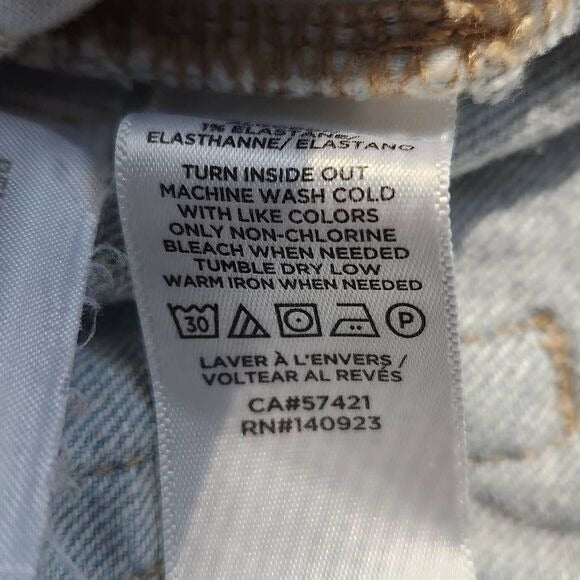 1% ELASTANE/
ELASTHANNE/ ELASTANO
TURN INSIDE OUT
MACHINE WASH COLD
WITH LIKE COLORS
ONLY NON-CHLORINE
BLEACH WHEN NEEDED
TUMBLE DRY LOW
WARM IRON WHEN NEEDED
30 P
LAVER À L'ENVERS /
VOLTEAR AL REVÉS
CA#57421
RN#140923